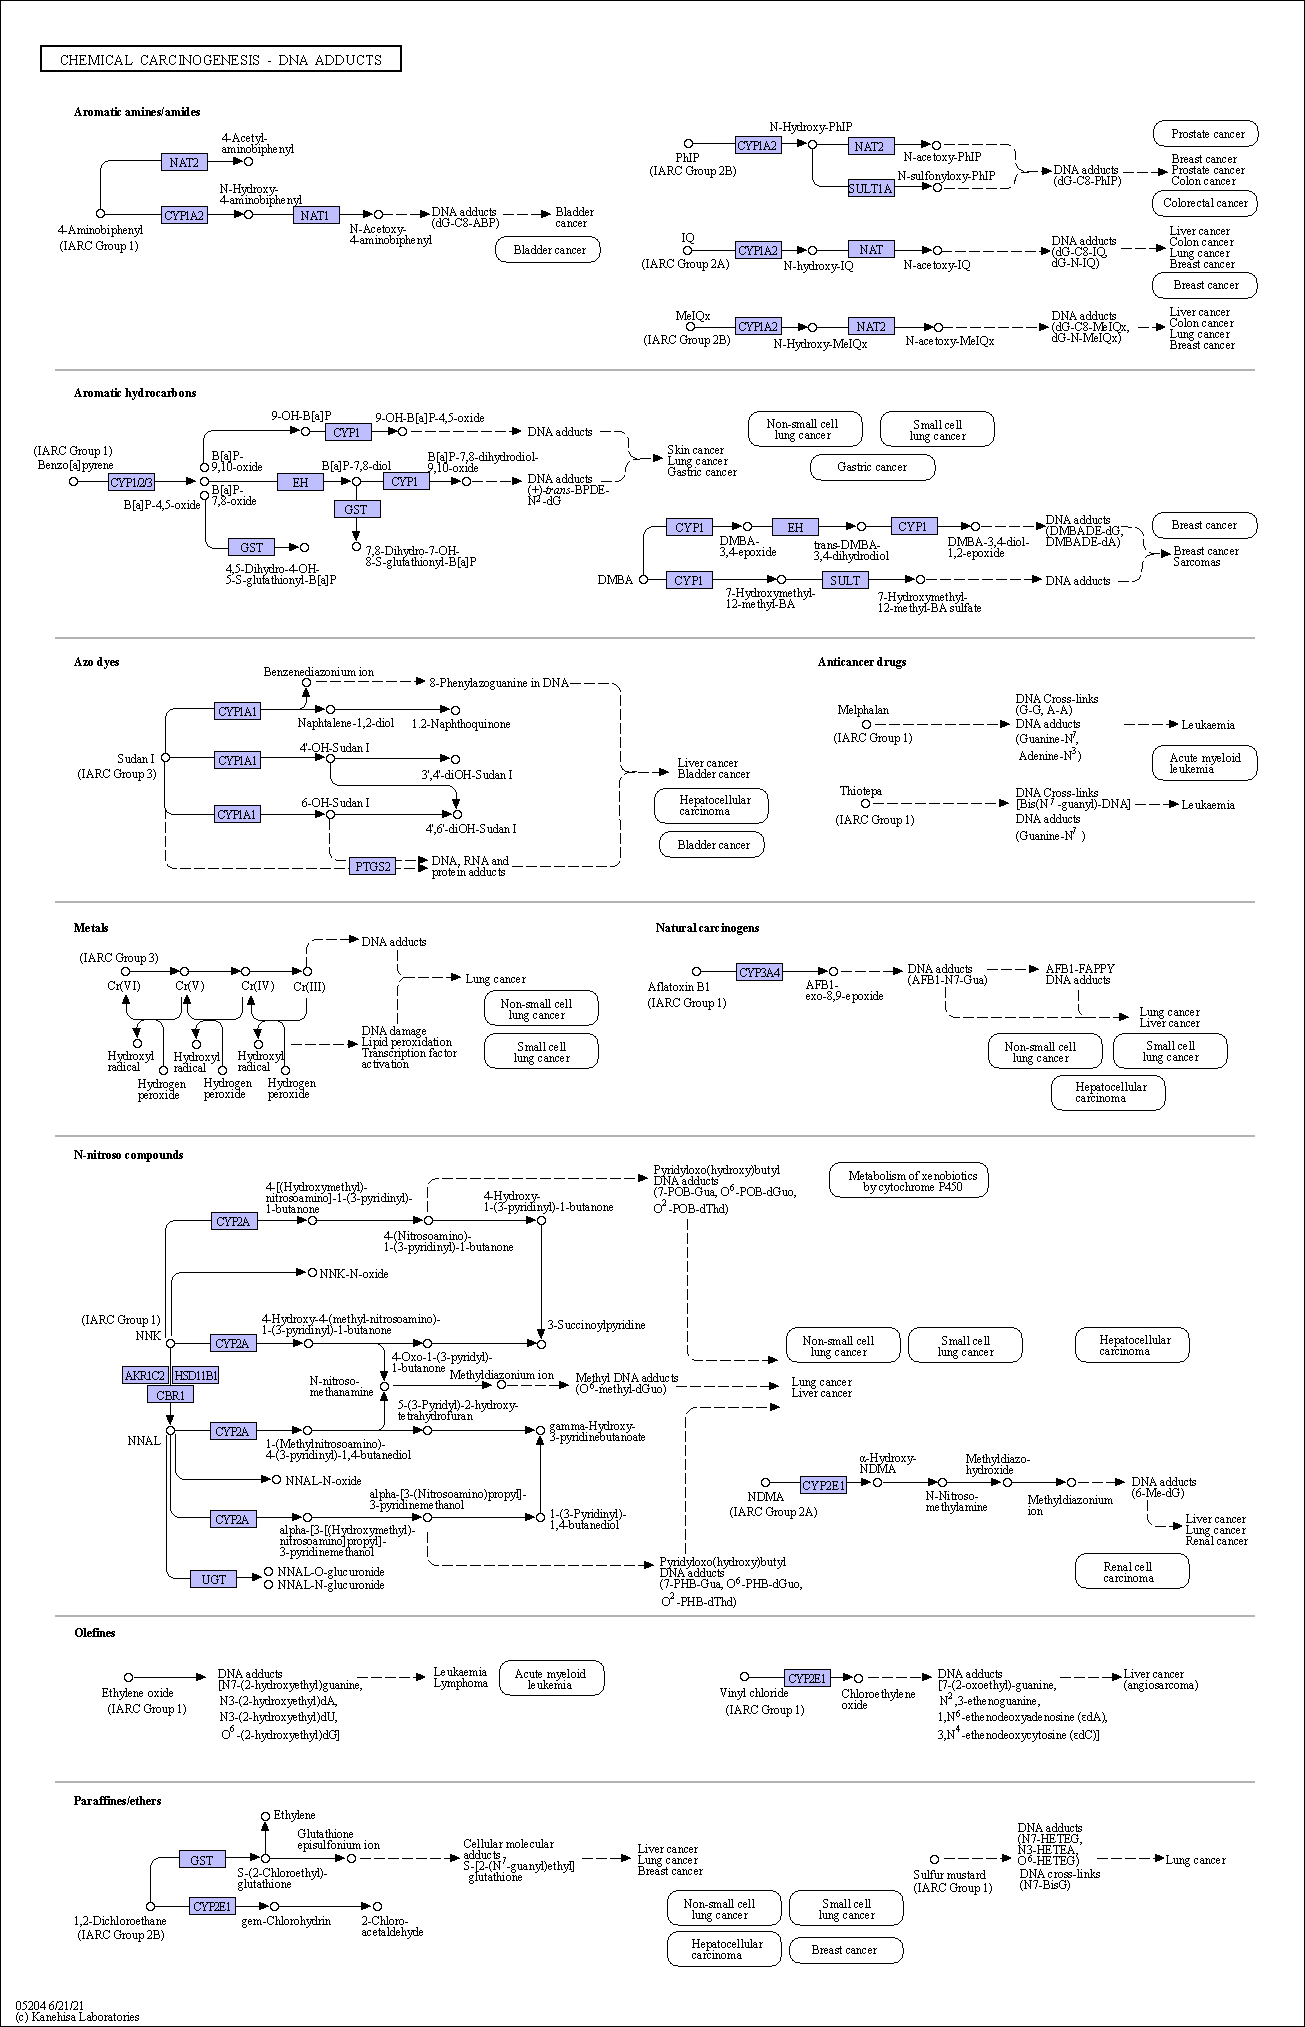 CHEMICAL CARCINOGENESIS - DNA ADDUCTS
Aromatic amines/amides
4-Acetyl-
aminobiphenyl
NAT2
N-Hydroxy-
4-aminobiphenyl
CYP1A2
NAT1
4-Aminobiphenyl
(IARC Group 1)
N-Acetoxy-
4-aminobiphenyl
DNA adducts
(dG-C8-ABP)
Bladder
cancer
Bladder cancer
N-Hydroxy-PhIP
PhIP
(IARC Group 2B)
CYP1A2
NAT2
N-acetoxy-PhIP
N-sulfonyloxy-PhIP
SULT1A
DNA adducts
(dG-C8-PhIP)
Prostate cancer
Breast cancer
Prostate cancer
Colon cancer
Colorectal cancer
IQ
(IARC Group 2A)
CYP1A2
N-hydroxy-IQ
NAT
N-acetoxy-IQ
DNA adducts
(dG-C8-IQ,
dG-N-IQ)
Liver cancer
Colon cancer
Lung cancer
Breast cancer
Breast cancer
MeIQx
(IARC Group 2B)
CYP1A2
N-Hydroxy-MeIQx
NAT2
N-acetoxy-MeIQx
DNA adducts
(dG-C8-MeIQx,
dG-N-MeIQx)
Liver cancer
Colon cancer
Lung cancer
Breast cancer
Aromatic hydrocarbons
(IARC Group 1)
Benzo[a]pyrene
CYP1/2/3
9-OH-B[a]P
CYP1
9-OH-B[a]P-4,5-oxide
DNA adducts
B[a]P-
9,10-oxide
B[a]P-4,5-oxide
B[a]P-
7,8-oxide
EH
B[a]P-7,8-diol
CYP1
B[a]P-7,8-dihydrodiol-
9,10-oxide
DNA adducts
(+)-trans-BPDE-
N2-dG
GST
GST
4,5-Dihydro-4-OH-
5-S-glutathionyl-B[a]P
7,8-Dihydro-7-OH-
8-S-glutathionyl-B[a]P
Skin cancer
Lung cancer
Gastric cancer
Non-small cell
lung cancer
Small cell
lung cancer
Gastric cancer
DMBA
CYP1
DMBA-
3,4-epoxide
EH
trans-DMBA-
3,4-dihydrodiol
CYP1
DMBA-3,4-diol-
1,2-epoxide
DNA adducts
(DMBADE-dG,
DMBADE-dA)
CYP1
7-Hydroxymethyl-
12-methyl-BA
SULT
7-Hydroxymethyl-
12-methyl-BA sulfate
DNA adducts
Breast cancer
Breast cancer
Sarcomas
Azo dyes
Benzenediazonium ion
8-Phenylazoguanine in DNA
CYP1A1
Naphtalene-1,2-diol
1.2-Naphthoquinone
Sudan I
(IARC Group 3)
CYP1A1
4'-OH-Sudan I
3',4'-diOH-Sudan I
CYP1A1
6-OH-Sudan I
4',6'-diOH-Sudan I
PTGS2
DNA, RNA and
protein adducts
Liver cancer
Bladder cancer
Hepatocellular
carcinoma
Bladder cancer
Anticancer drugs
Melphalan
(IARC Group 1)
DNA Cross-links
(G-G, A-A)
DNA adducts
(Guanine-N7,
Adenine-N3)
Leukaemia
Acute myeloid
leukemia
Thiotepa
(IARC Group 1)
DNA Cross-links
[Bis(N7-guanyl)-DNA]
DNA adducts
(Guanine-N7)
Leukaemia
Metals
(IARC Group 3)
Cr(VI)
Cr(V)
Cr(IV)
Cr(III)
DNA adducts
Hydroxyl
radical
Hydroxyl
radical
Hydroxyl
radical
Hydrogen
peroxide
Hydrogen
peroxide
Hydrogen
peroxide
DNA damage
Lipid peroxidation
Transcription factor
activation
Lung cancer
Non-small cell
lung cancer
Small cell
lung cancer
Natural carcinogens
Aflatoxin B1
(IARC Group 1)
CYP3A4
AFB1-
exo-8,9-epoxide
DNA adducts
(AFB1-N7-Gua)
AFB1-FAPPY
DNA adducts
Lung cancer
Liver cancer
Non-small cell
lung cancer
Small cell
lung cancer
Hepatocellular
carcinoma
N-nitroso compounds
4-[(Hydroxymethyl)-
nitrosoamino]-1-(3-pyridinyl)-
1-butanone
CYP2A
4-(Nitrosoamino)-
1-(3-pyridinyl)-1-butanone
4-Hydroxy-
1-(3-pyridinyl)-1-butanone
Pyridyloxo(hydroxy)butyl
DNA adducts
(7-POB-Gua, O6-POB-dGuo,
O2-POB-dThd)
Metabolism of xenobiotics
by cytochrome P450
NNK-N-oxide
(IARC Group 1)
NNK
CYP2A
4-Hydroxy-4-(methyl-nitrosoamino)-
1-(3-pyridinyl)-1-butanone
4-Oxo-1-(3-pyridyl)-
1-butanone
3-Succinoylpyridine
AKR1C2
HSD11B1
CBR1
N-nitroso-
methanamine
Methyldiazonium ion
Methyl DNA adducts
(O6-methyl-dGuo)
Lung cancer
Liver cancer
Non-small cell
lung cancer
Small cell
lung cancer
Hepatocellular
carcinoma
NNAL
CYP2A
1-(Methylnitrosoamino)-
4-(3-pyridinyl)-1,4-butanediol
5-(3-Pyridyl)-2-hydroxy-
tetrahydrofuran
gamma-Hydroxy-
3-pyridinebutanoate
NNAL-N-oxide
CYP2A
alpha-[3-[(Hydroxymethyl)-
nitrosoamino]propyl]-
3-pyridinemethanol
alpha-[3-(Nitrosoamino)propyl]-
3-pyridinemethanol
1-(3-Pyridinyl)-
1,4-butanediol
UGT
NNAL-O-glucuronide
NNAL-N-glucuronide
Pyridyloxo(hydroxy)butyl
DNA adducts
(7-PHB-Gua, O6-PHB-dGuo,
O2-PHB-dThd)
NDMA
(IARC Group 2A)
CYP2E1
α-Hydroxy-
NDMA
N-Nitroso-
methylamine
Methyldiazo-
hydroxide
Methyldiazonium
ion
DNA adducts
(6-Me-dG)
Liver cancer
Lung cancer
Renal cancer
Renal cell
carcinoma
Olefines
Ethylene oxide
(IARC Group 1)
DNA adducts
[N7-(2-hydroxyethyl)guanine,
N3-(2-hydroxyethyl)dA,
N3-(2-hydroxyethyl)dU,
O6-(2-hydroxyethyl)dG]
Leukaemia
Lymphoma
Acute myeloid
leukemia
Vinyl chloride
(IARC Group 1)
CYP2E1
Chloroethylene
oxide
DNA adducts
[7-(2-oxoethyl)-guanine,
N2,3-ethenoguanine,
1,N6-ethenodeoxyadenosine (εdA),
3,N4-ethenodeoxycytosine (εdC)]
Liver cancer
(angiosarcoma)
Paraffines/ethers
Ethylene
GST
S-(2-Chloroethyl)-
glutathione
Glutathione
episulfonium ion
Cellular molecular
adducts
S-[2-(N7-guanyl)ethyl]
glutathione
Liver cancer
Lung cancer
Breast cancer
1,2-Dichloroethane
(IARC Group 2B)
CYP2E1
gem-Chlorohydrin
2-Chloro-
acetaldehyde
Non-small cell
lung cancer
Small cell
lung cancer
Hepatocellular
carcinoma
Breast cancer
Sulfur mustard
(IARC Group 1)
DNA adducts
(N7-HETEG,
N3-HETEA,
O6-HETEG)
DNA cross-links
(N7-BisG)
Lung cancer
05204 6/21/21
(c) Kanehisa Laboratories